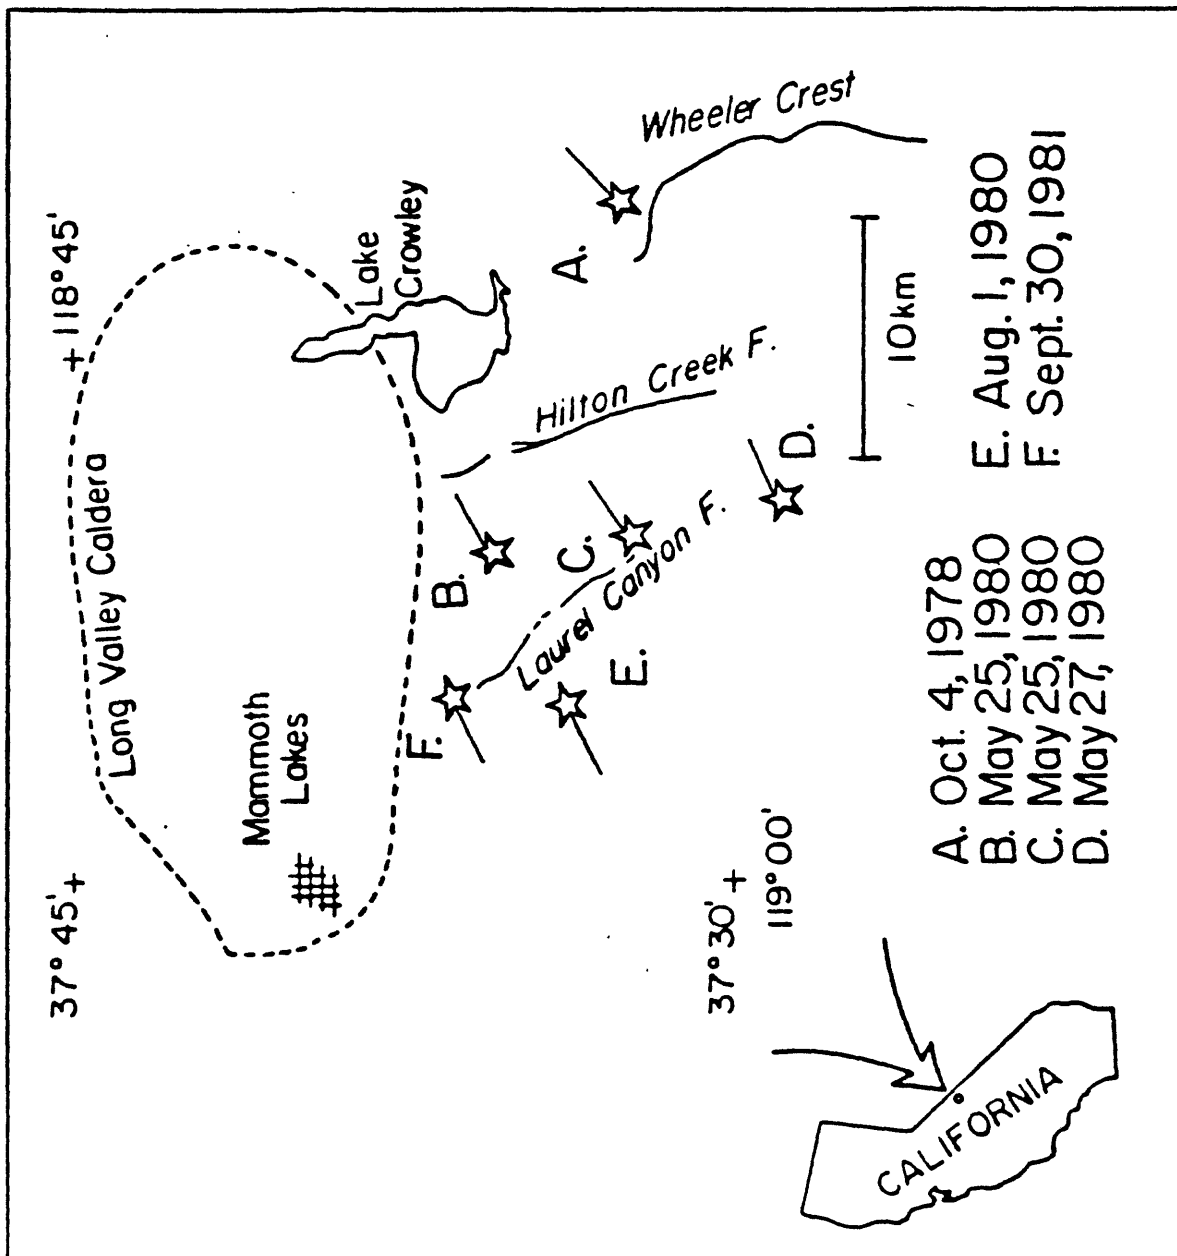 37° 45'+
+ 118° 45'
Long Valley Caldera
Mammoth
Lakes
Lake
Crowley
F.
B.
A.
C.
Hilton Creek F.
Laurel Canyon F.
E.
Wheeler Crest
D.
37° 30'+
119° 00'
10km
CALIFORNIA
A. Oct. 4, 1978
B. May 25, 1980
C. May 25, 1980
D. May 27, 1980
E. Aug. 1, 1980
F. Sept. 30, 1981